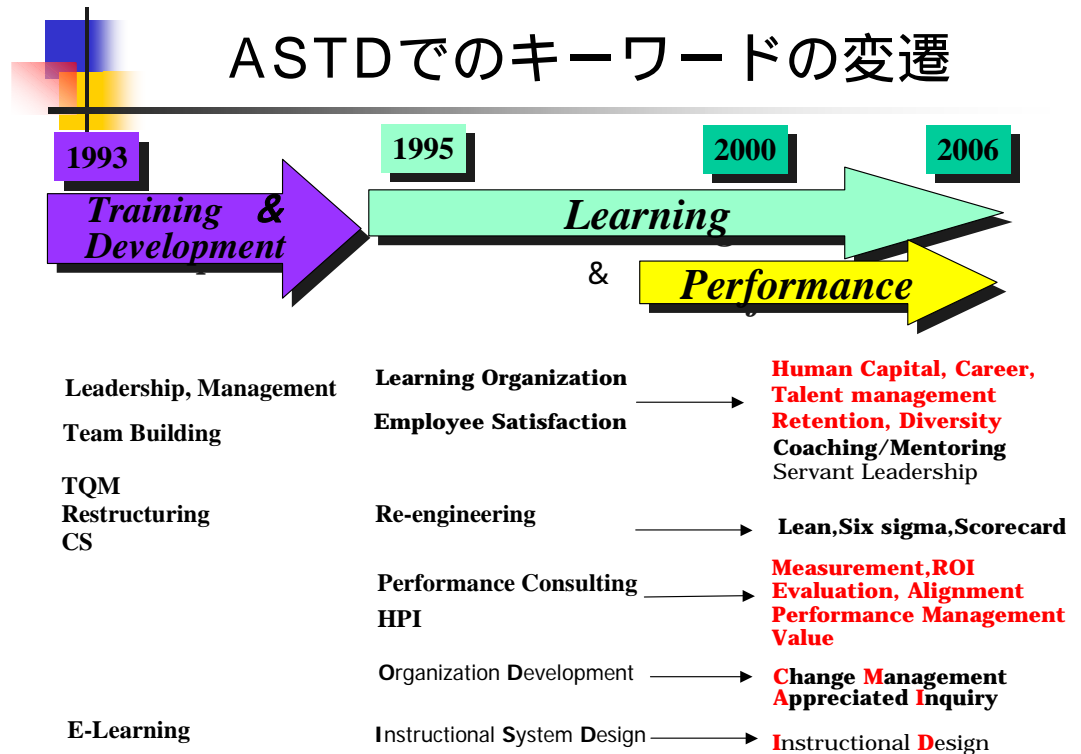 ASTDでのキーワードの変遷
1993
1995
2000
2006
Training &
Development
Learning
&
Performance
Leadership, Management
Team Building
TQM
Restructuring
CS
E-Learning
Learning Organization
Employee Satisfaction
Re-engineering
Performance Consulting
HPI
Organization Development
Instructional System Design
Human Capital, Career,
Talent management
Retention, Diversity
Coaching/Mentoring
Servant Leadership
Lean,Six sigma,Scorecard
Measurement,ROI
Evaluation, Alignment
Performance Management
Value
Change Management
Appreciated Inquiry
Instructional Design